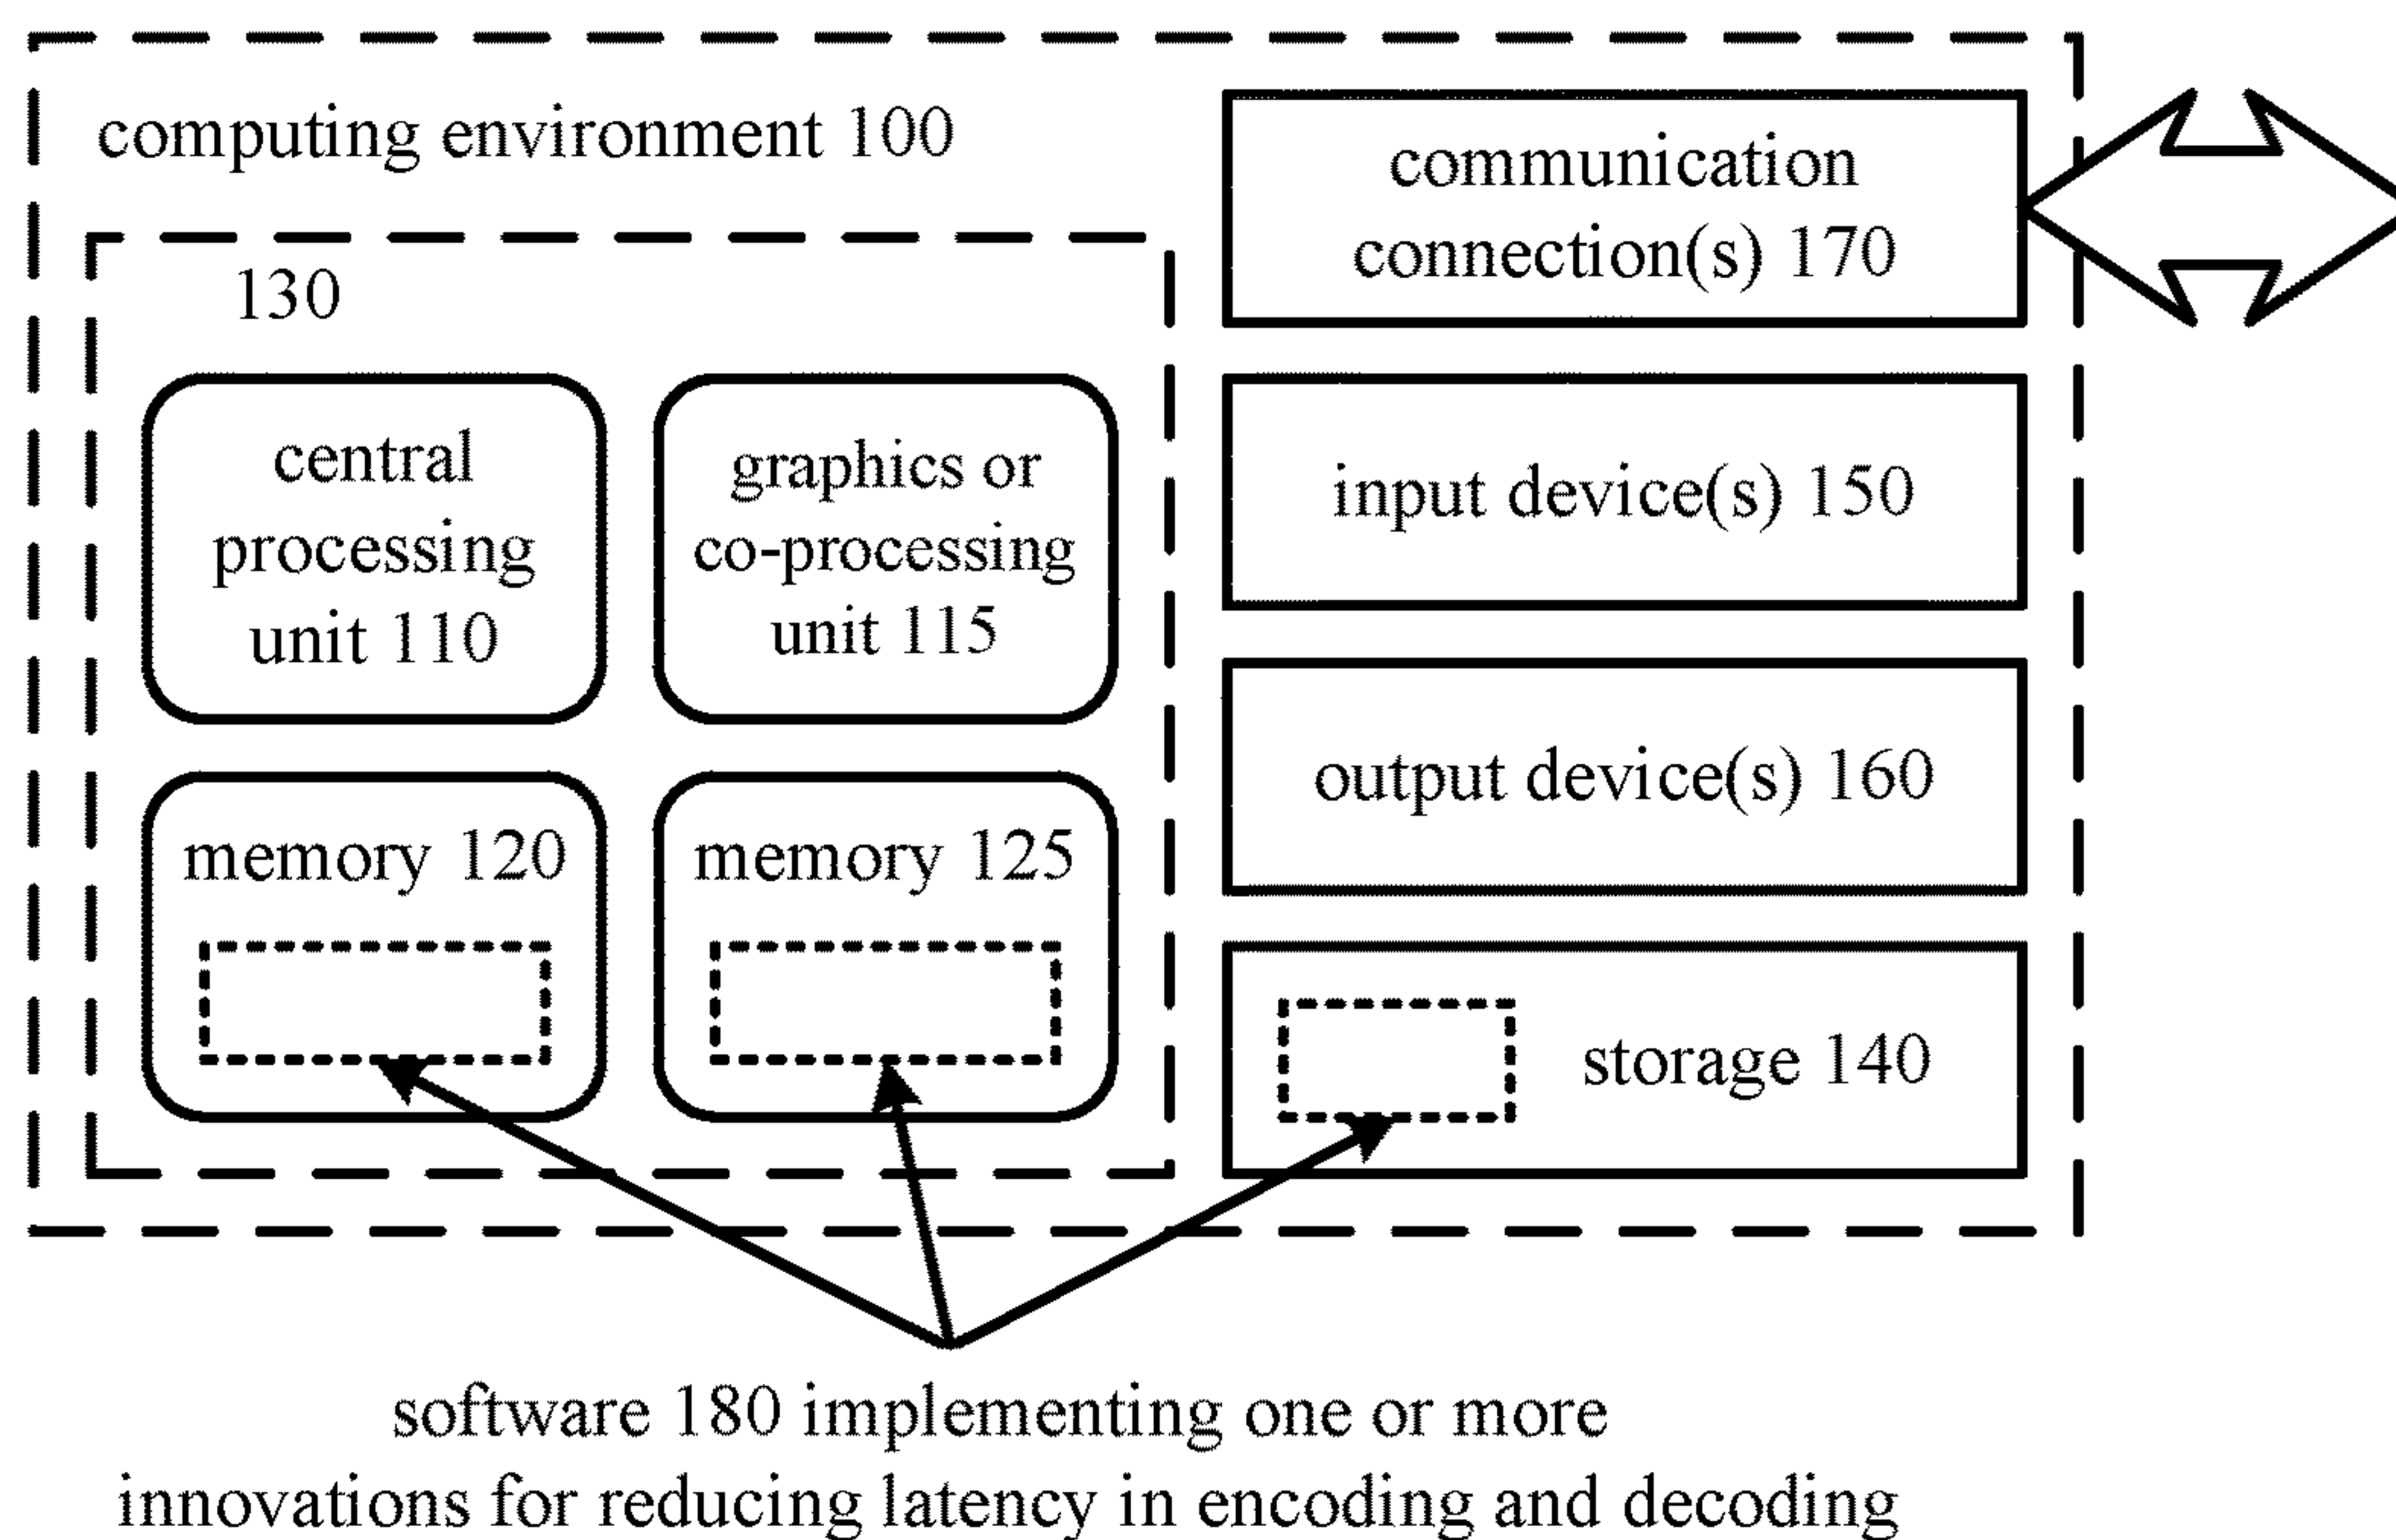 computing environment 100
130
central
processing
unit 110
graphics or
co-processing
unit 115
memory 120
memory 125
communication
connection(s) 170
input device(s) 150
output device(s) 160
storage 140
software 180 implementing one or more
innovations for reducing latency in encoding and decoding